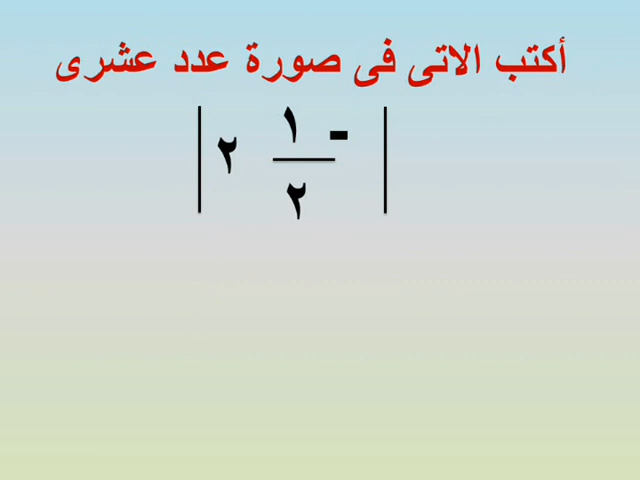 أكتب الاتى فى صورة عدد عشرى
| - ١/٢ ٢ |